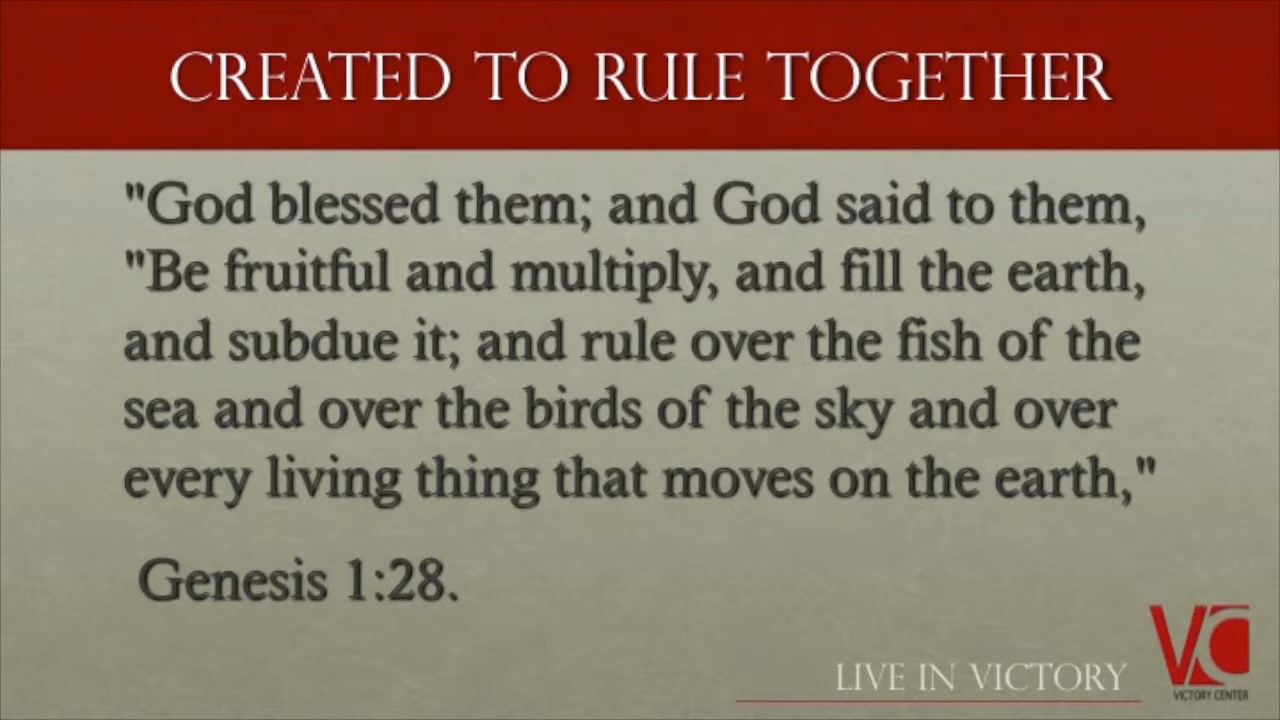 CREATED TO RULE TOGETHER
"God blessed them; and God said to them,
"Be fruitful and multiply, and fill the earth,
and subdue it; and rule over the fish of the
sea and over the birds of the sky and over
every living thing that moves on the earth,"
Genesis 1:28.
LIVE IN VICTORY
VC
VICTORY CENTER